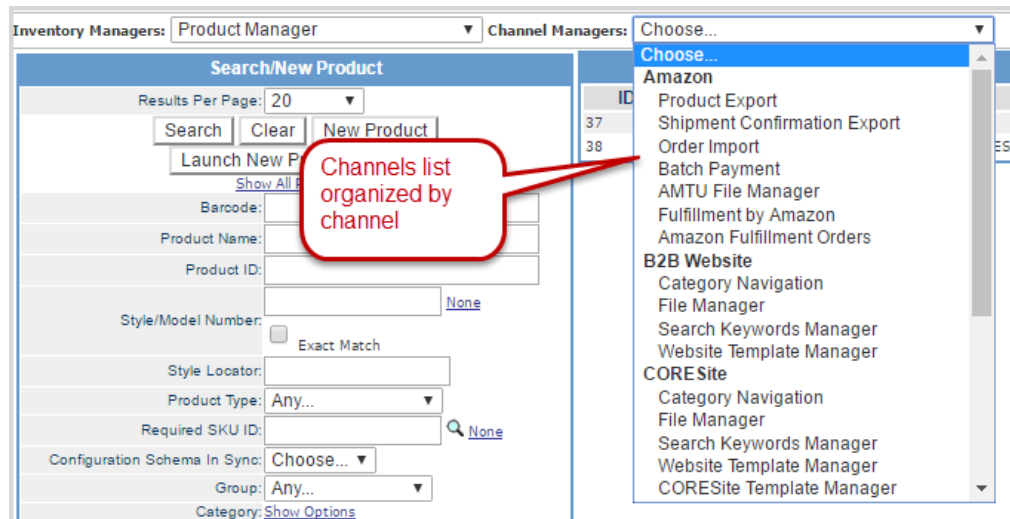 Inventory Managers: Product Manager Channel Managers: Choose...
Search/New Product
Results Per Page: 20
Search Clear New Product
Launch New
Show All
Barcode:
Product Name:
Product ID:
None
Style/Model Number:
Exact Match
Style Locator:
Product Type: Any...
Required SKU ID: None
Configuration Schema In Sync: Choose...
Group: Any...
Category: Show Options
Channels list
organized by
channel
ID
37
38
Choose...
Amazon
Product Export
Shipment Confirmation Export
Order Import
Batch Payment
AMTU File Manager
Fulfillment by Amazon
Amazon Fulfillment Orders
B2B Website
Category Navigation
File Manager
Search Keywords Manager
Website Template Manager
CORESite
Category Navigation
File Manager
Search Keywords Manager
Website Template Manager
CORESite Template Manager